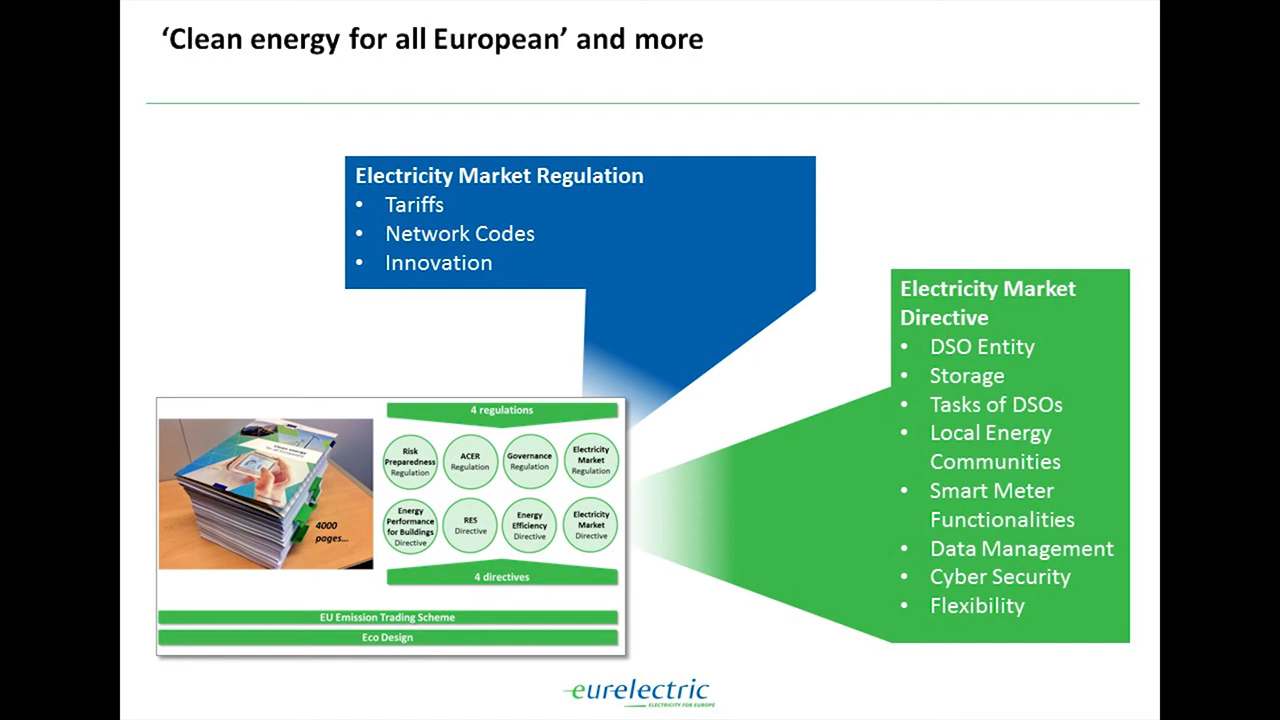 ‘Clean energy for all European’ and more
Electricity Market Regulation
• Tariffs
• Network Codes
• Innovation
Electricity Market
Directive
• DSO Entity
• Storage
• Tasks of DSOs
• Local Energy
Communities
• Smart Meter
Functionalities
• Data Management
• Cyber Security
• Flexibility
4 regulations
Risk
Preparedness
Regulation
ACER
Regulation
Governance
Regulation
Electricity
Market
Regulation
Energy
Performance
for Buildings
Directive
RES
Directive
Energy
Efficiency
Directive
Electricity
Market
Directive
4000
pages...
4 directives
EU Emission Trading Scheme
Eco Design
eurelectric
ELECTRICITY FOR EUROPE